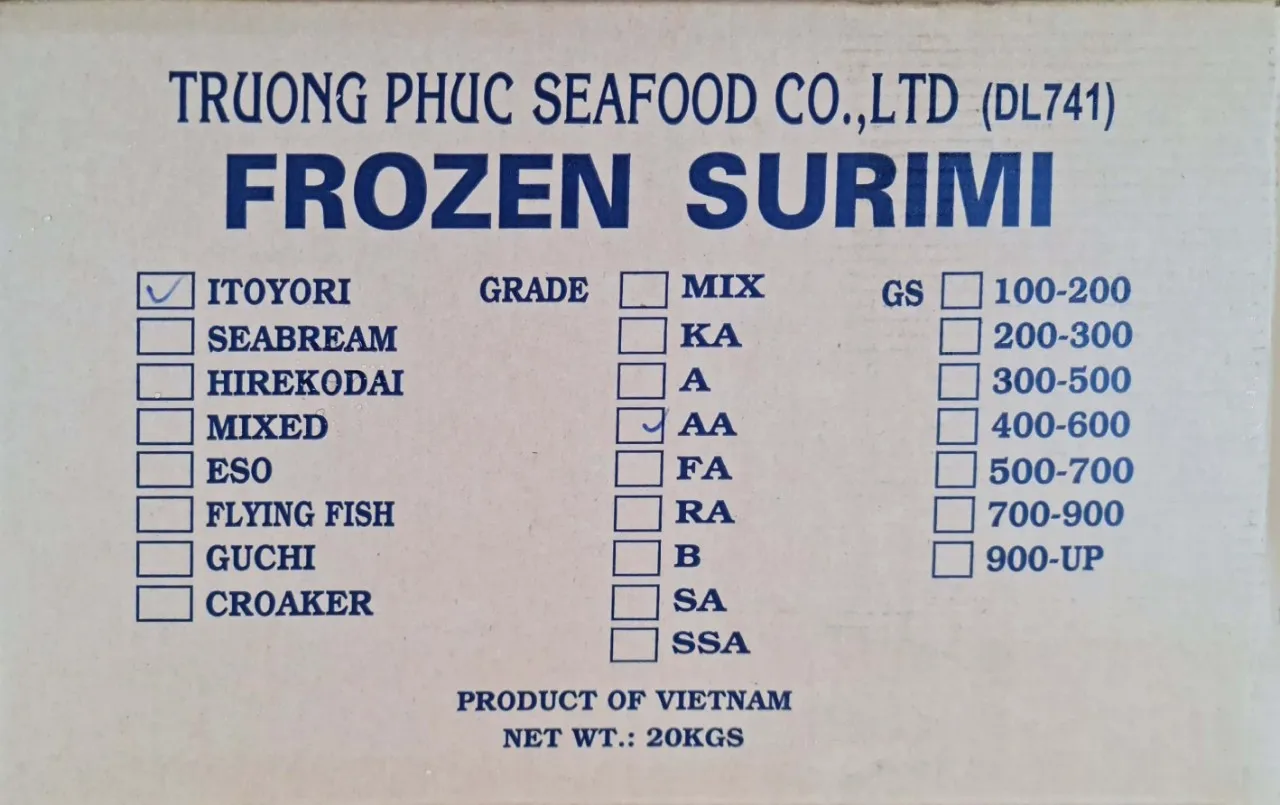 TRUONG PHUC SEAFOOD CO.,LTD (DL741)
FROZEN SURIMI
ITOYORI GRADE MIX GS 100-200
SEABREAM KA 200-300
HIREKODAI A 300-500
MIXED AA 400-600
ESO FA 500-700
FLYING FISH RA 700-900
GUCHI B 900-UP
CROAKER SA
SSA
PRODUCT OF VIETNAM
NET WT.: 20KGS